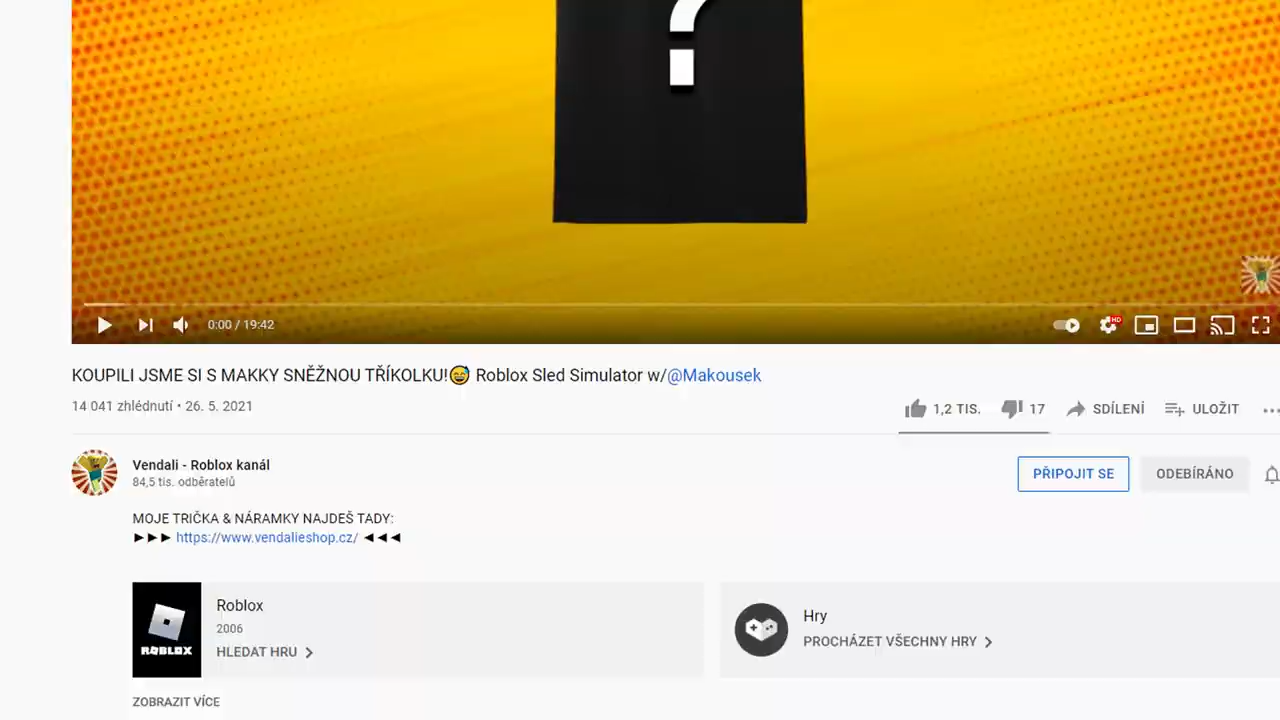 ?
0:00 / 19:42
HD
KOUPILI JSME SI S MAKKY SNĚŽNOU TŘÍKOLKU!😅 Roblox Sled Simulator w/@Makousek
14 041 zhlédnutí • 26. 5. 2021
1,2 TIS. 17 SDÍLENÍ ULOŽIT
Vendali - Roblox kanál
84,5 tis. odběratelů
PŘIPOJIT SE ODEBÍRÁNO
MOJE TRIČKA & NÁRAMKY NAJDEŠ TADY:
►►► https://www.vendalieshop.cz/ ◄◄◄
ROBLOX
Roblox
2006
HLEDAT HRU
Hry
PROCHÁZET VŠECHNY HRY
ZOBRAZIT VÍCE